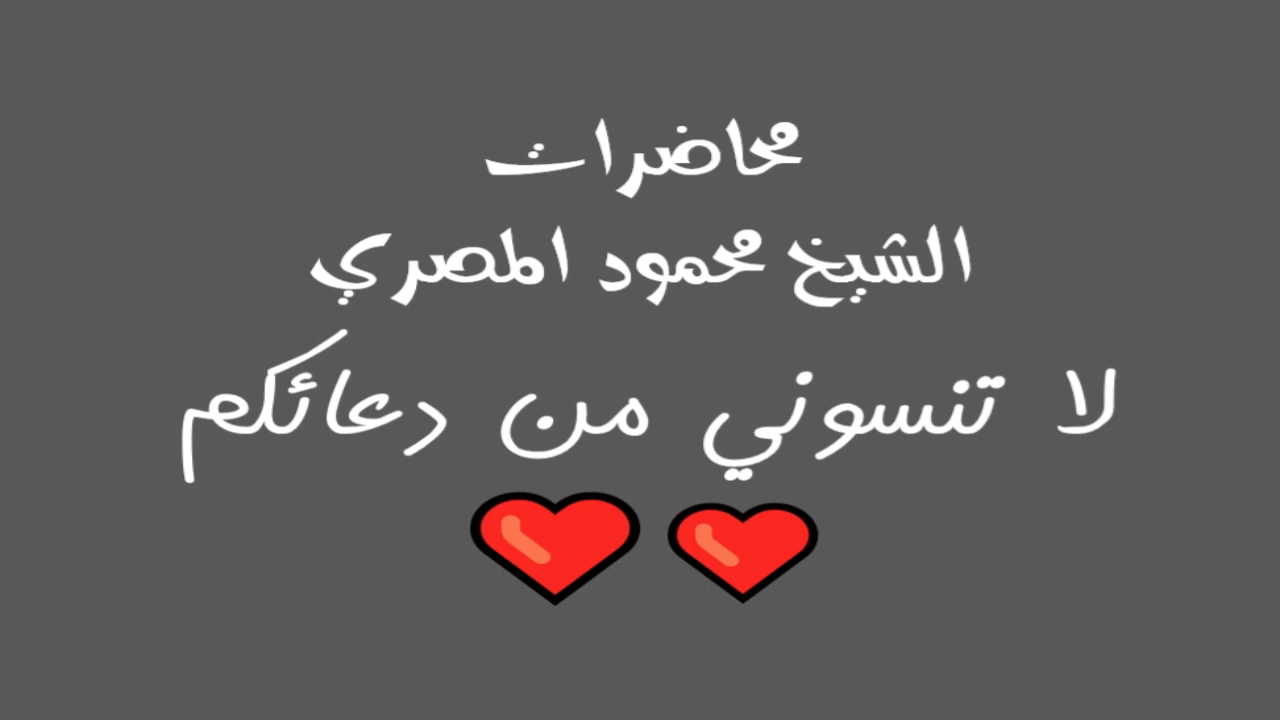 محاضرات
الشيخ محمود المصري
لا تنسوني من دعائكم